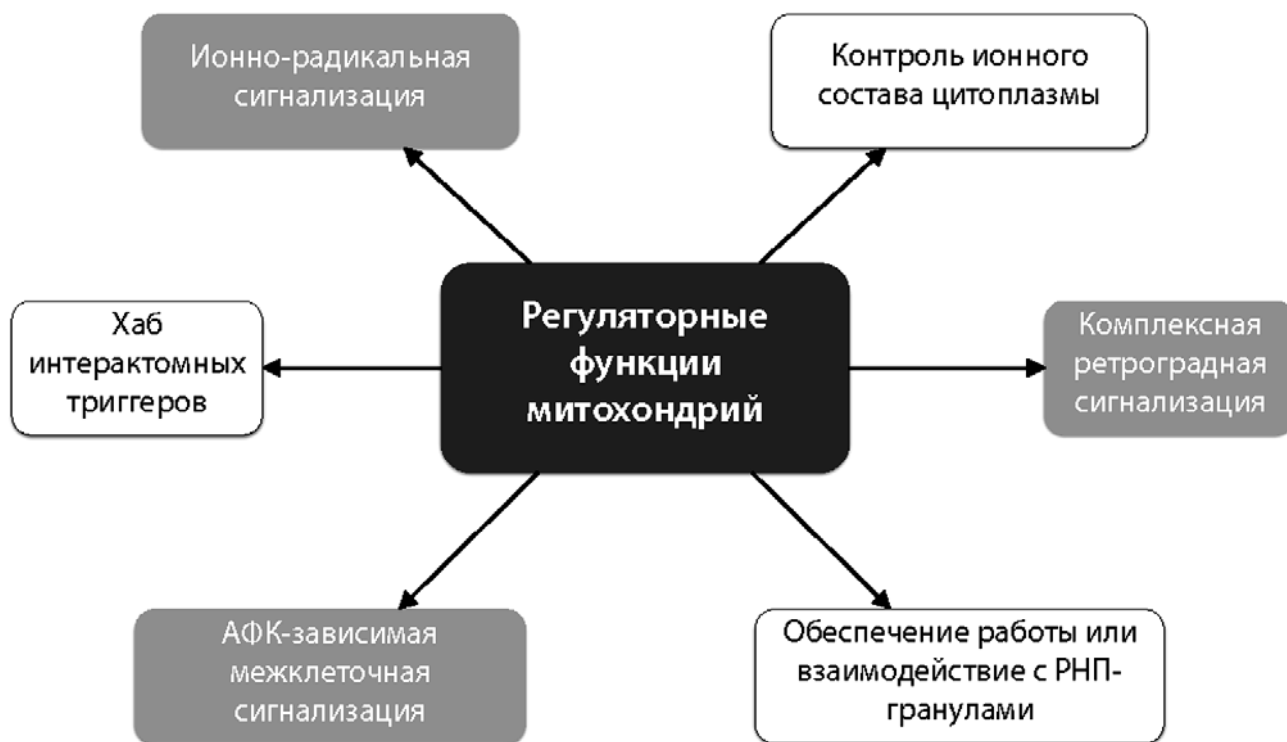 Ионно-радикальная
сигнализация
Контроль ионного
состава цитоплазмы
Регуляторные
функции
митохондрий
Хаб
интерактомных
триггеров
Комплексная
ретроградная
сигнализация
АФК-зависимая
межклеточная
сигнализация
Обеспечение работы или
взаимодействие с РНП-
гранулами